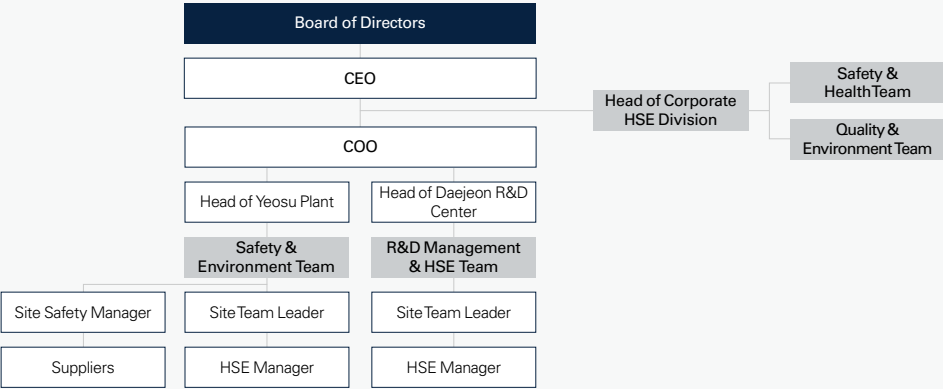 Board of Directors
CEO
Head of Corporate
HSE Division
Safety &
Health Team
Quality &
Environment Team
COO
Head of Yeosu Plant
Head of Daejeon R&D
Center
Safety &
Environment Team
R&D Management
& HSE Team
Site Safety Manager
Site Team Leader
Site Team Leader
Suppliers
HSE Manager
HSE Manager